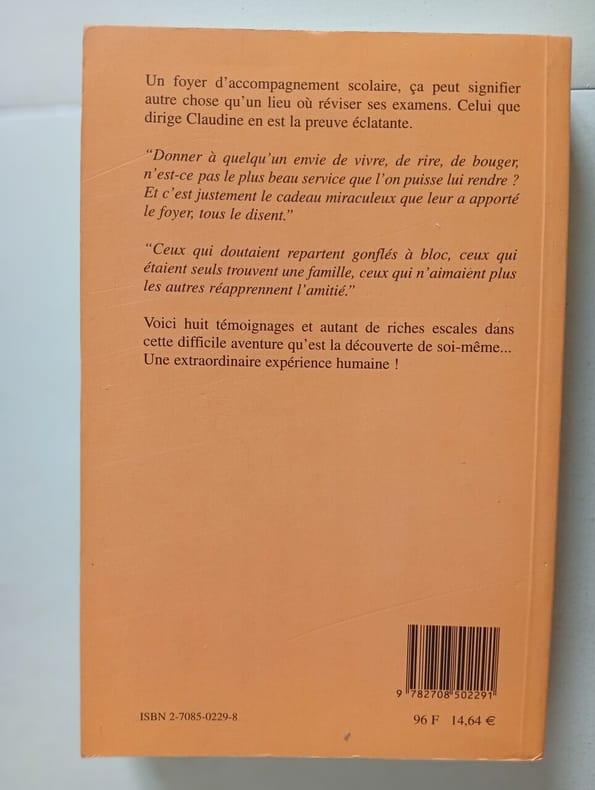 Un foyer d'accompagnement scolaire, ça peut signifier
autre chose qu'un lieu où réviser ses examens. Celui que
dirige Claudine en est la preuve éclatante.
“Donner à quelqu'un envie de vivre, de rire, de bouger,
n'est-ce pas le plus beau service que l'on puisse lui rendre ?
Et c'est justement le cadeau miraculeux que leur a apporté
le foyer, tous le disent.”
“Ceux qui doutaient repartent gonflés à bloc, ceux qui
étaient seuls trouvent une famille, ceux qui n'aimaient plus
les autres réapprennent l'amitié.”
Voici huit témoignages et autant de riches escales dans
cette difficile aventure qu'est la découverte de soi-même...
Une extraordinaire expérience humaine !
9 782708 502291
ISBN 2-7085-0229-8
96 F 14,64 €